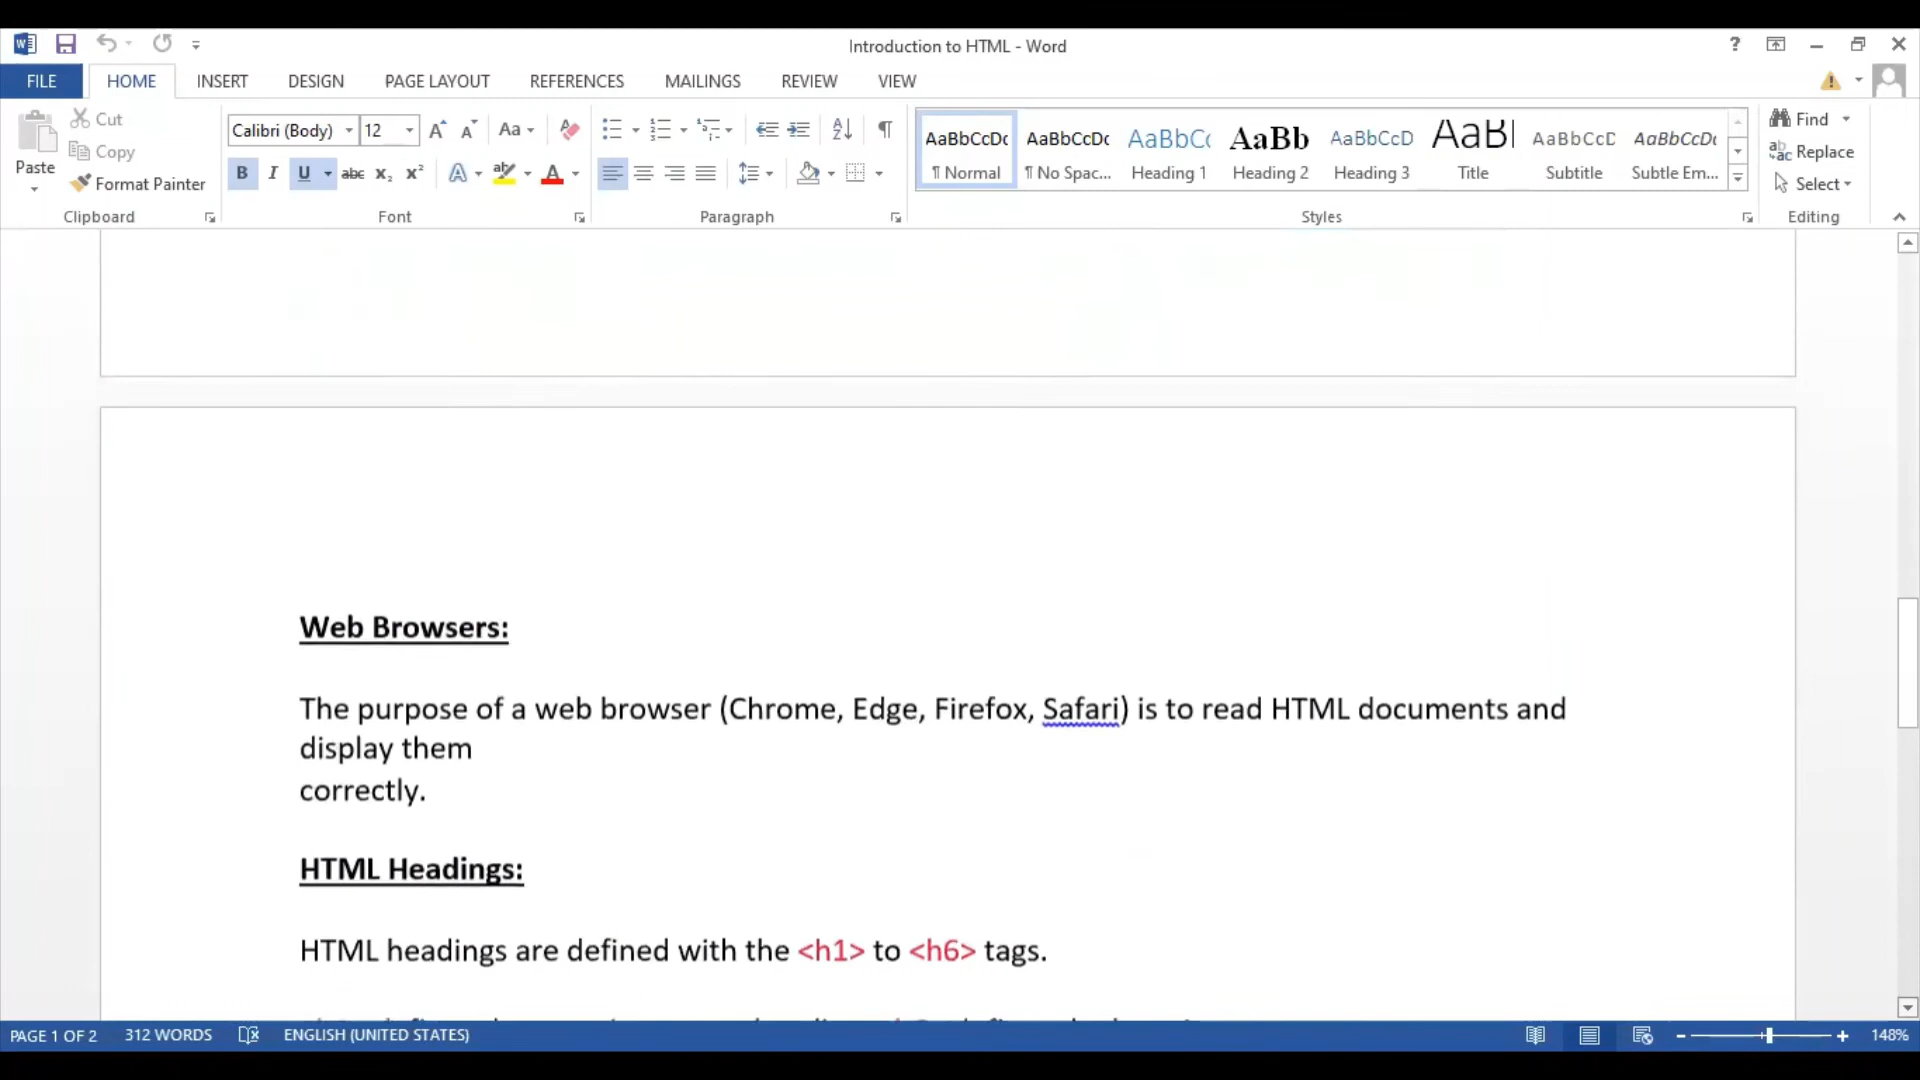 Introduction to HTML - Word
FILE HOME INSERT DESIGN PAGE LAYOUT REFERENCES MAILINGS REVIEW VIEW
Paste
Cut
Copy
Format Painter
Clipboard
Calibri (Body) 12
Font
Paragraph
AaBbCcDc AaBbCcDc AaBbC( AaBb AaBbCcD AaB AaBbCcD AaBbCcDt
¶ Normal ¶ No Spac... Heading 1 Heading 2 Heading 3 Title Subtitle Subtle Em...
Styles
Find
Replace
Select
Editing
Web Browsers:
The purpose of a web browser (Chrome, Edge, Firefox, Safari) is to read HTML documents and
display them
correctly.
HTML Headings:
HTML headings are defined with the <h1> to <h6> tags.
PAGE 1 OF 2 312 WORDS ENGLISH (UNITED STATES) 148%